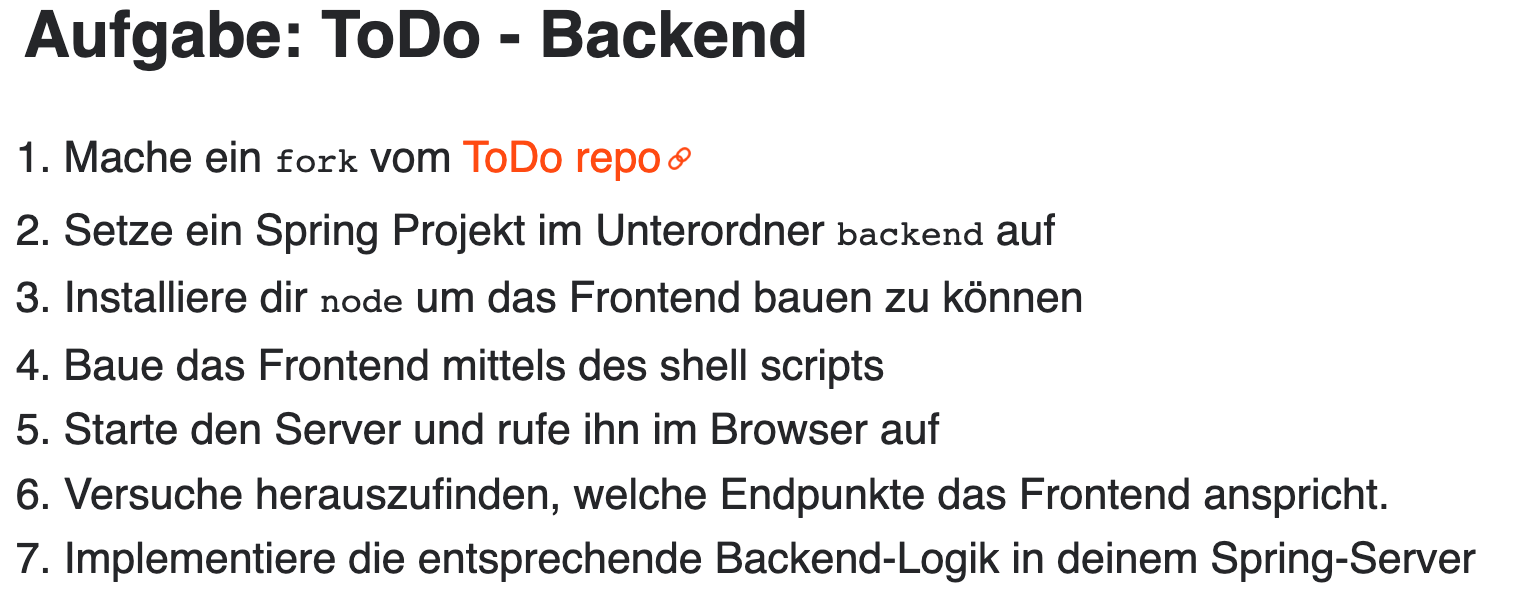 Aufgabe: ToDo - Backend
1. Mache ein fork vom ToDo repo
2. Setze ein Spring Projekt im Unterordner backend auf
3. Installiere dir node um das Frontend bauen zu können
4. Baue das Frontend mittels des shell scripts
5. Starte den Server und rufe ihn im Browser auf
6. Versuche herauszufinden, welche Endpunkte das Frontend anspricht.
7. Implementiere die entsprechende Backend-Logik in deinem Spring-Server